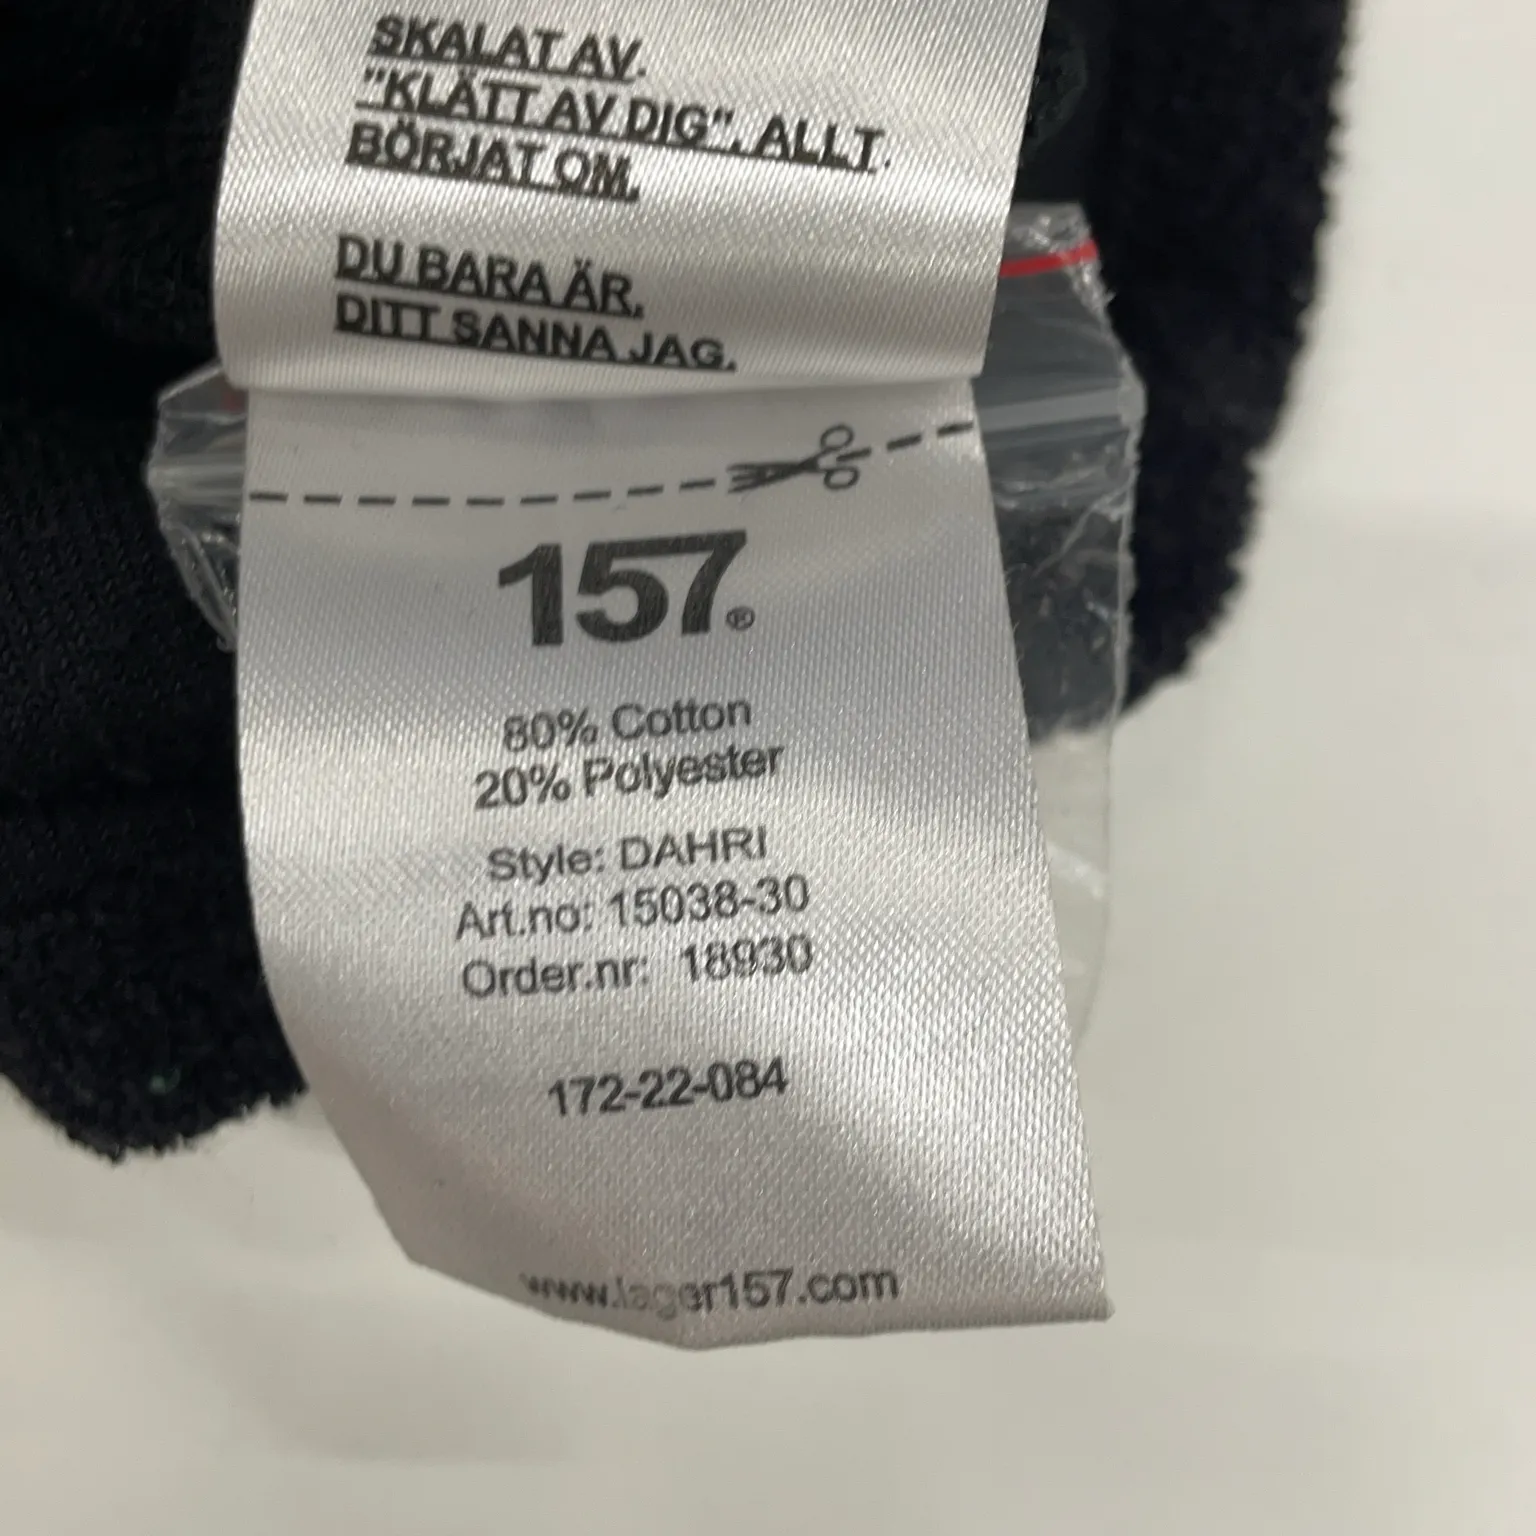 SKALAT AV.
"KLÄTT AV DIG". ALLT.
BÖRJAT OM.
DU BARA ÄR.
DITT SANNA JAG.
157®
80% Cotton
20% Polyester
Style: DAHRI
Art.no: 15038-30
Order.nr: 18930
172-22-084
www.lager157.com